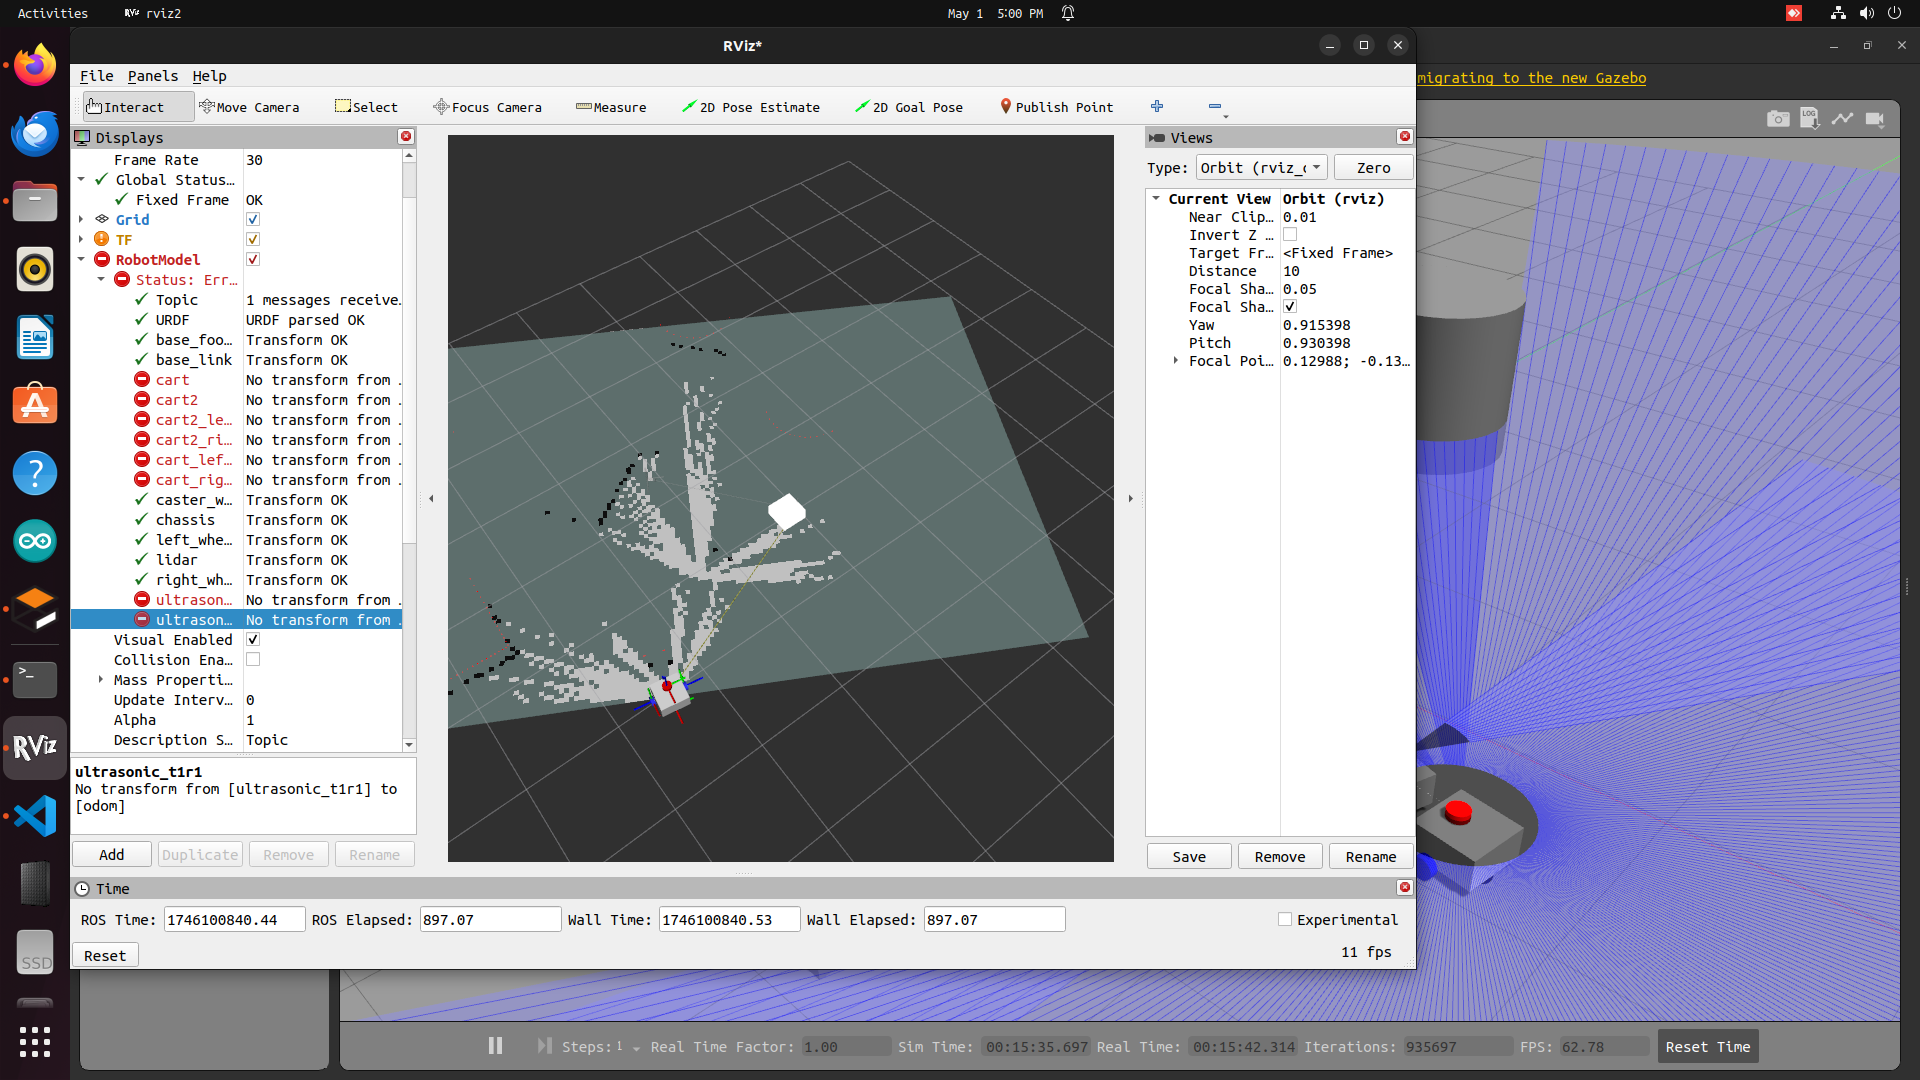 Activities
RViz rviz2
May 1 5:00 PM
RViz*
migrating to the new Gazebo
File Panels Help
Interact Move Camera Select Focus Camera Measure 2D Pose Estimate 2D Goal Pose Publish Point
LOG
Displays
Frame Rate 30
Global Status...
Fixed Frame OK
Grid
TF
RobotModel
Status: Err...
Topic 1 messages receive.
URDF URDF parsed OK
base_foo... Transform OK
base_link Transform OK
cart No transform from .
cart2 No transform from .
cart2_le... No transform from .
cart2_ri... No transform from .
cart_lef... No transform from .
cart_rig... No transform from .
caster_w... Transform OK
chassis Transform OK
left_whe... Transform OK
lidar Transform OK
right_wh... Transform OK
ultrason... No transform from .
ultrason... No transform from .
Visual Enabled
Collision Ena...
Mass Properti...
Update Interv... 0
Alpha 1
Description S... Topic
ultrasonic_t1r1
No transform from [ultrasonic_t1r1] to
[odom]
Add Duplicate Remove Rename
Views
Type: Orbit (rviz_c Zero
Current View Orbit (rviz)
Near Clip... 0.01
Invert Z ...
Target Fr... <Fixed Frame>
Distance 10
Focal Sha... 0.05
Focal Sha...
Yaw 0.915398
Pitch 0.930398
Focal Poi... 0.12988; -0.13...
Save Remove Rename
Time
ROS Time: 1746100840.44 ROS Elapsed: 897.07 Wall Time: 1746100840.53 Wall Elapsed: 897.07 Experimental
Reset 11 fps
RViz
SSD
Steps: 1 Real Time Factor: 1.00 Sim Time: 00:15:35.697 Real Time: 00:15:42.314 Iterations: 935697 FPS: 62.78 Reset Time